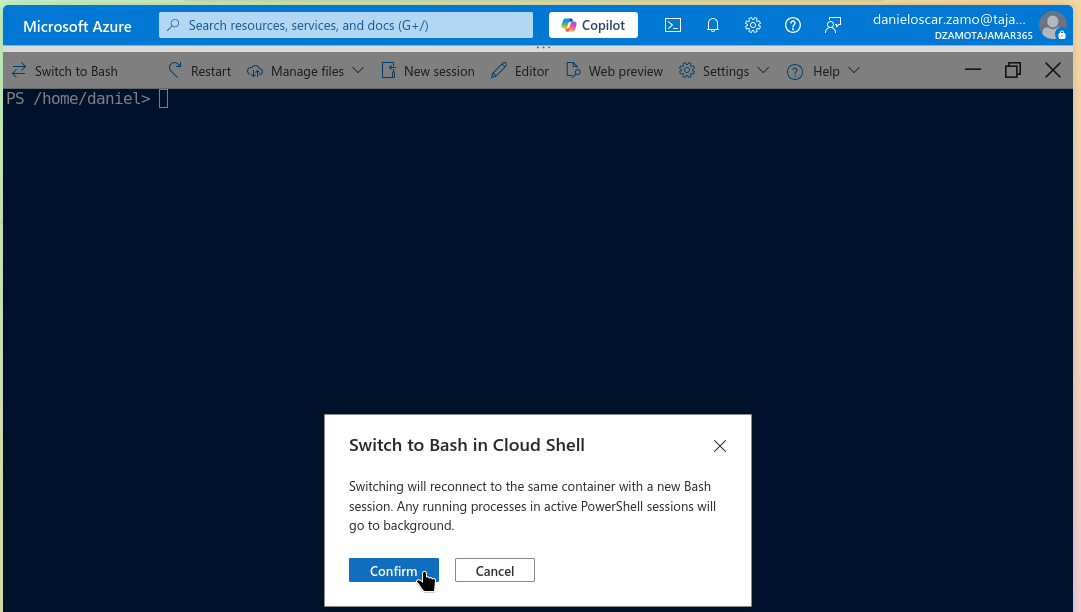 Microsoft Azure
Search resources, services, and docs (G+/)
Copilot
danieloscar.zamo@taja...
DZAMOTAJAMAR365
Switch to Bash
Restart
Manage files
New session
Editor
Web preview
Settings
Help
PS /home/daniel>
Switch to Bash in Cloud Shell
Switching will reconnect to the same container with a new Bash
session. Any running processes in active PowerShell sessions will
go to background.
Confirm
Cancel